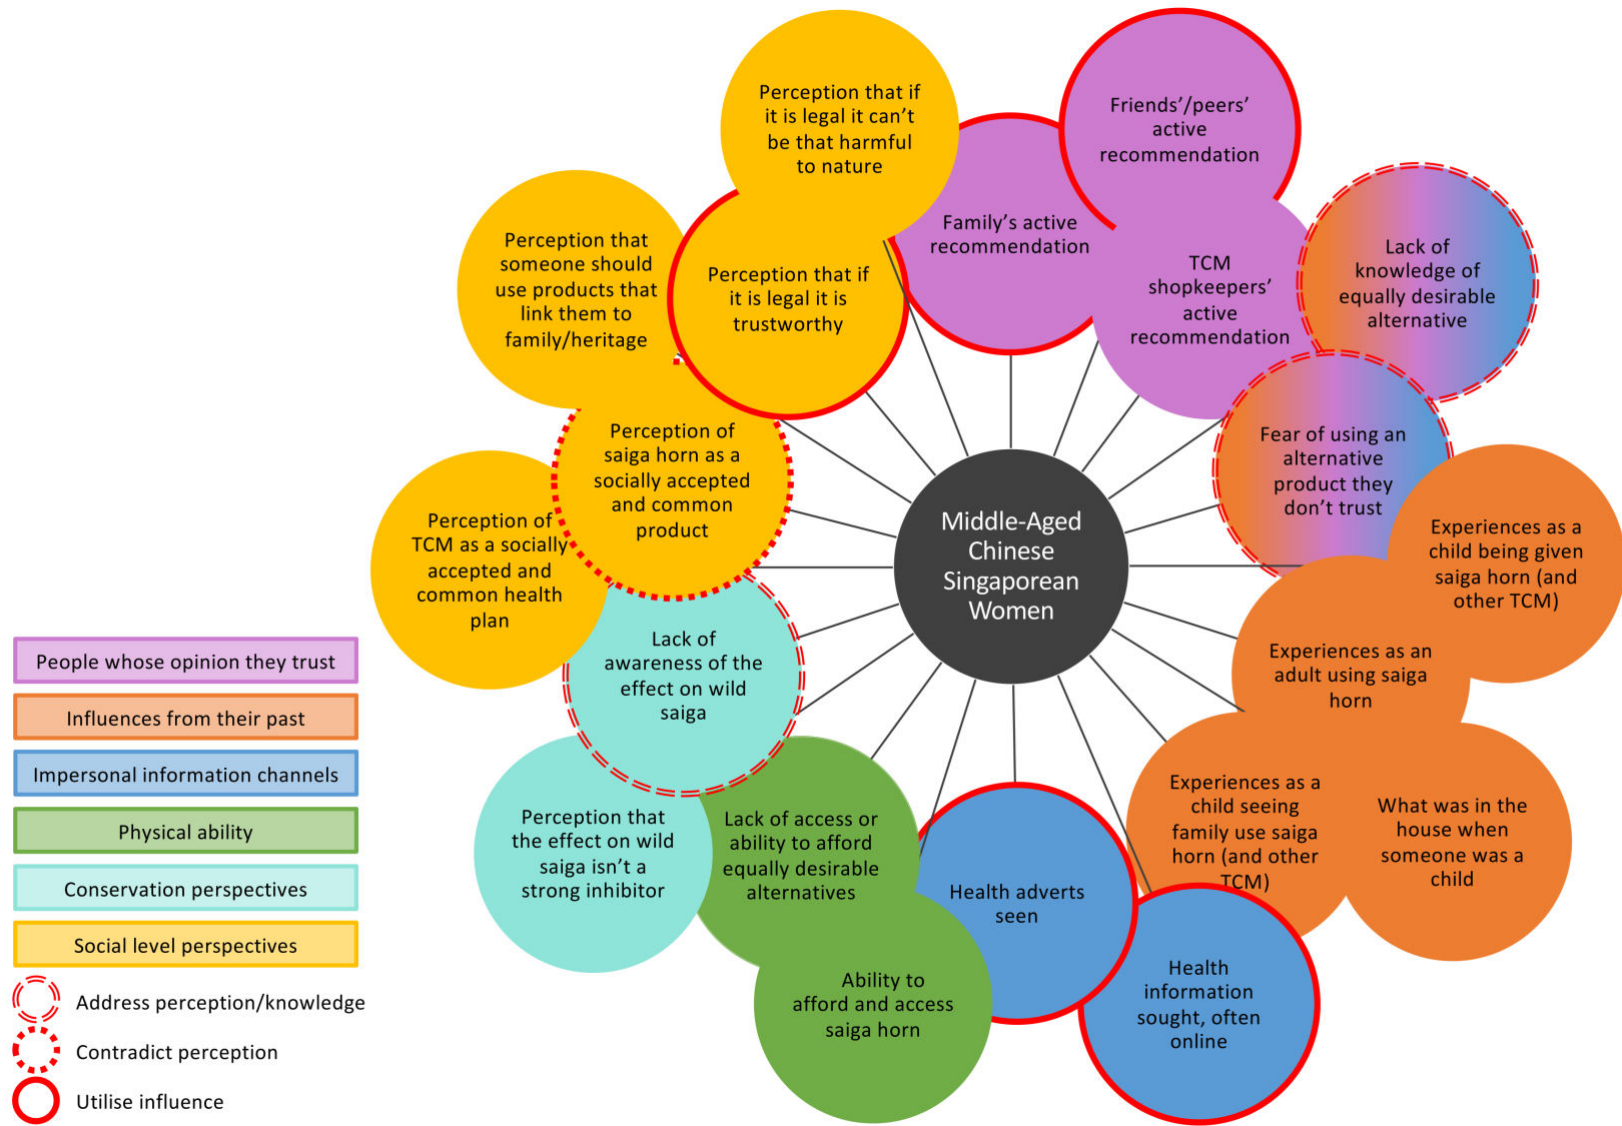 Perception that if
it is legal it can't
be that harmful
to nature
Friends'/peers'
active
recommendation
Family's active
recommendation
Perception that
someone should
use products that
link them to
family/heritage
Perception that if
it is legal it is
trustworthy
TCM
shopkeepers'
active
recommendation
Lack of
knowledge of
equally desirable
alternative
Perception of
saiga horn as a
socially accepted
and common
product
Fear of using an
alternative
product they
don't trust
Perception of
TCM as a socially
accepted and
common health
plan
Middle-Aged
Chinese
Singaporean
Women
Experiences as a
child being given
saiga horn (and
other TCM)
Lack of
awareness of the
effect on wild
saiga
Experiences as an
adult using saiga
horn
Perception that
the effect on wild
saiga isn't a
strong inhibitor
Lack of access or
ability to afford
equally desirable
alternatives
Health adverts
seen
Experiences as a
child seeing
family use saiga
horn (and other
TCM)
What was in the
house when
someone was a
child
Ability to
afford and access
saiga horn
Health
information
sought, often
online
People whose opinion they trust
Influences from their past
Impersonal information channels
Physical ability
Conservation perspectives
Social level perspectives
Address perception/knowledge
Contradict perception
Utilise influence